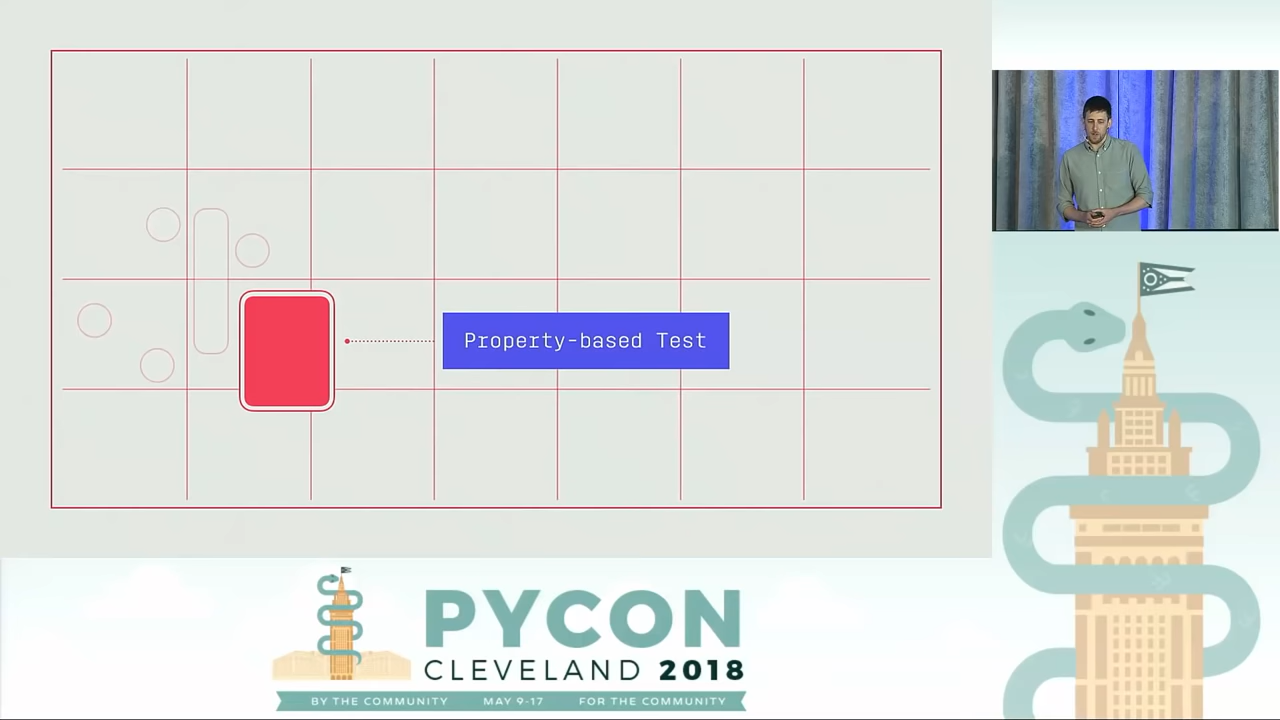 Property-based Test
PYCON
CLEVELAND 2018
BY THE COMMUNITY MAY 9-17 FOR THE COMMUNITY